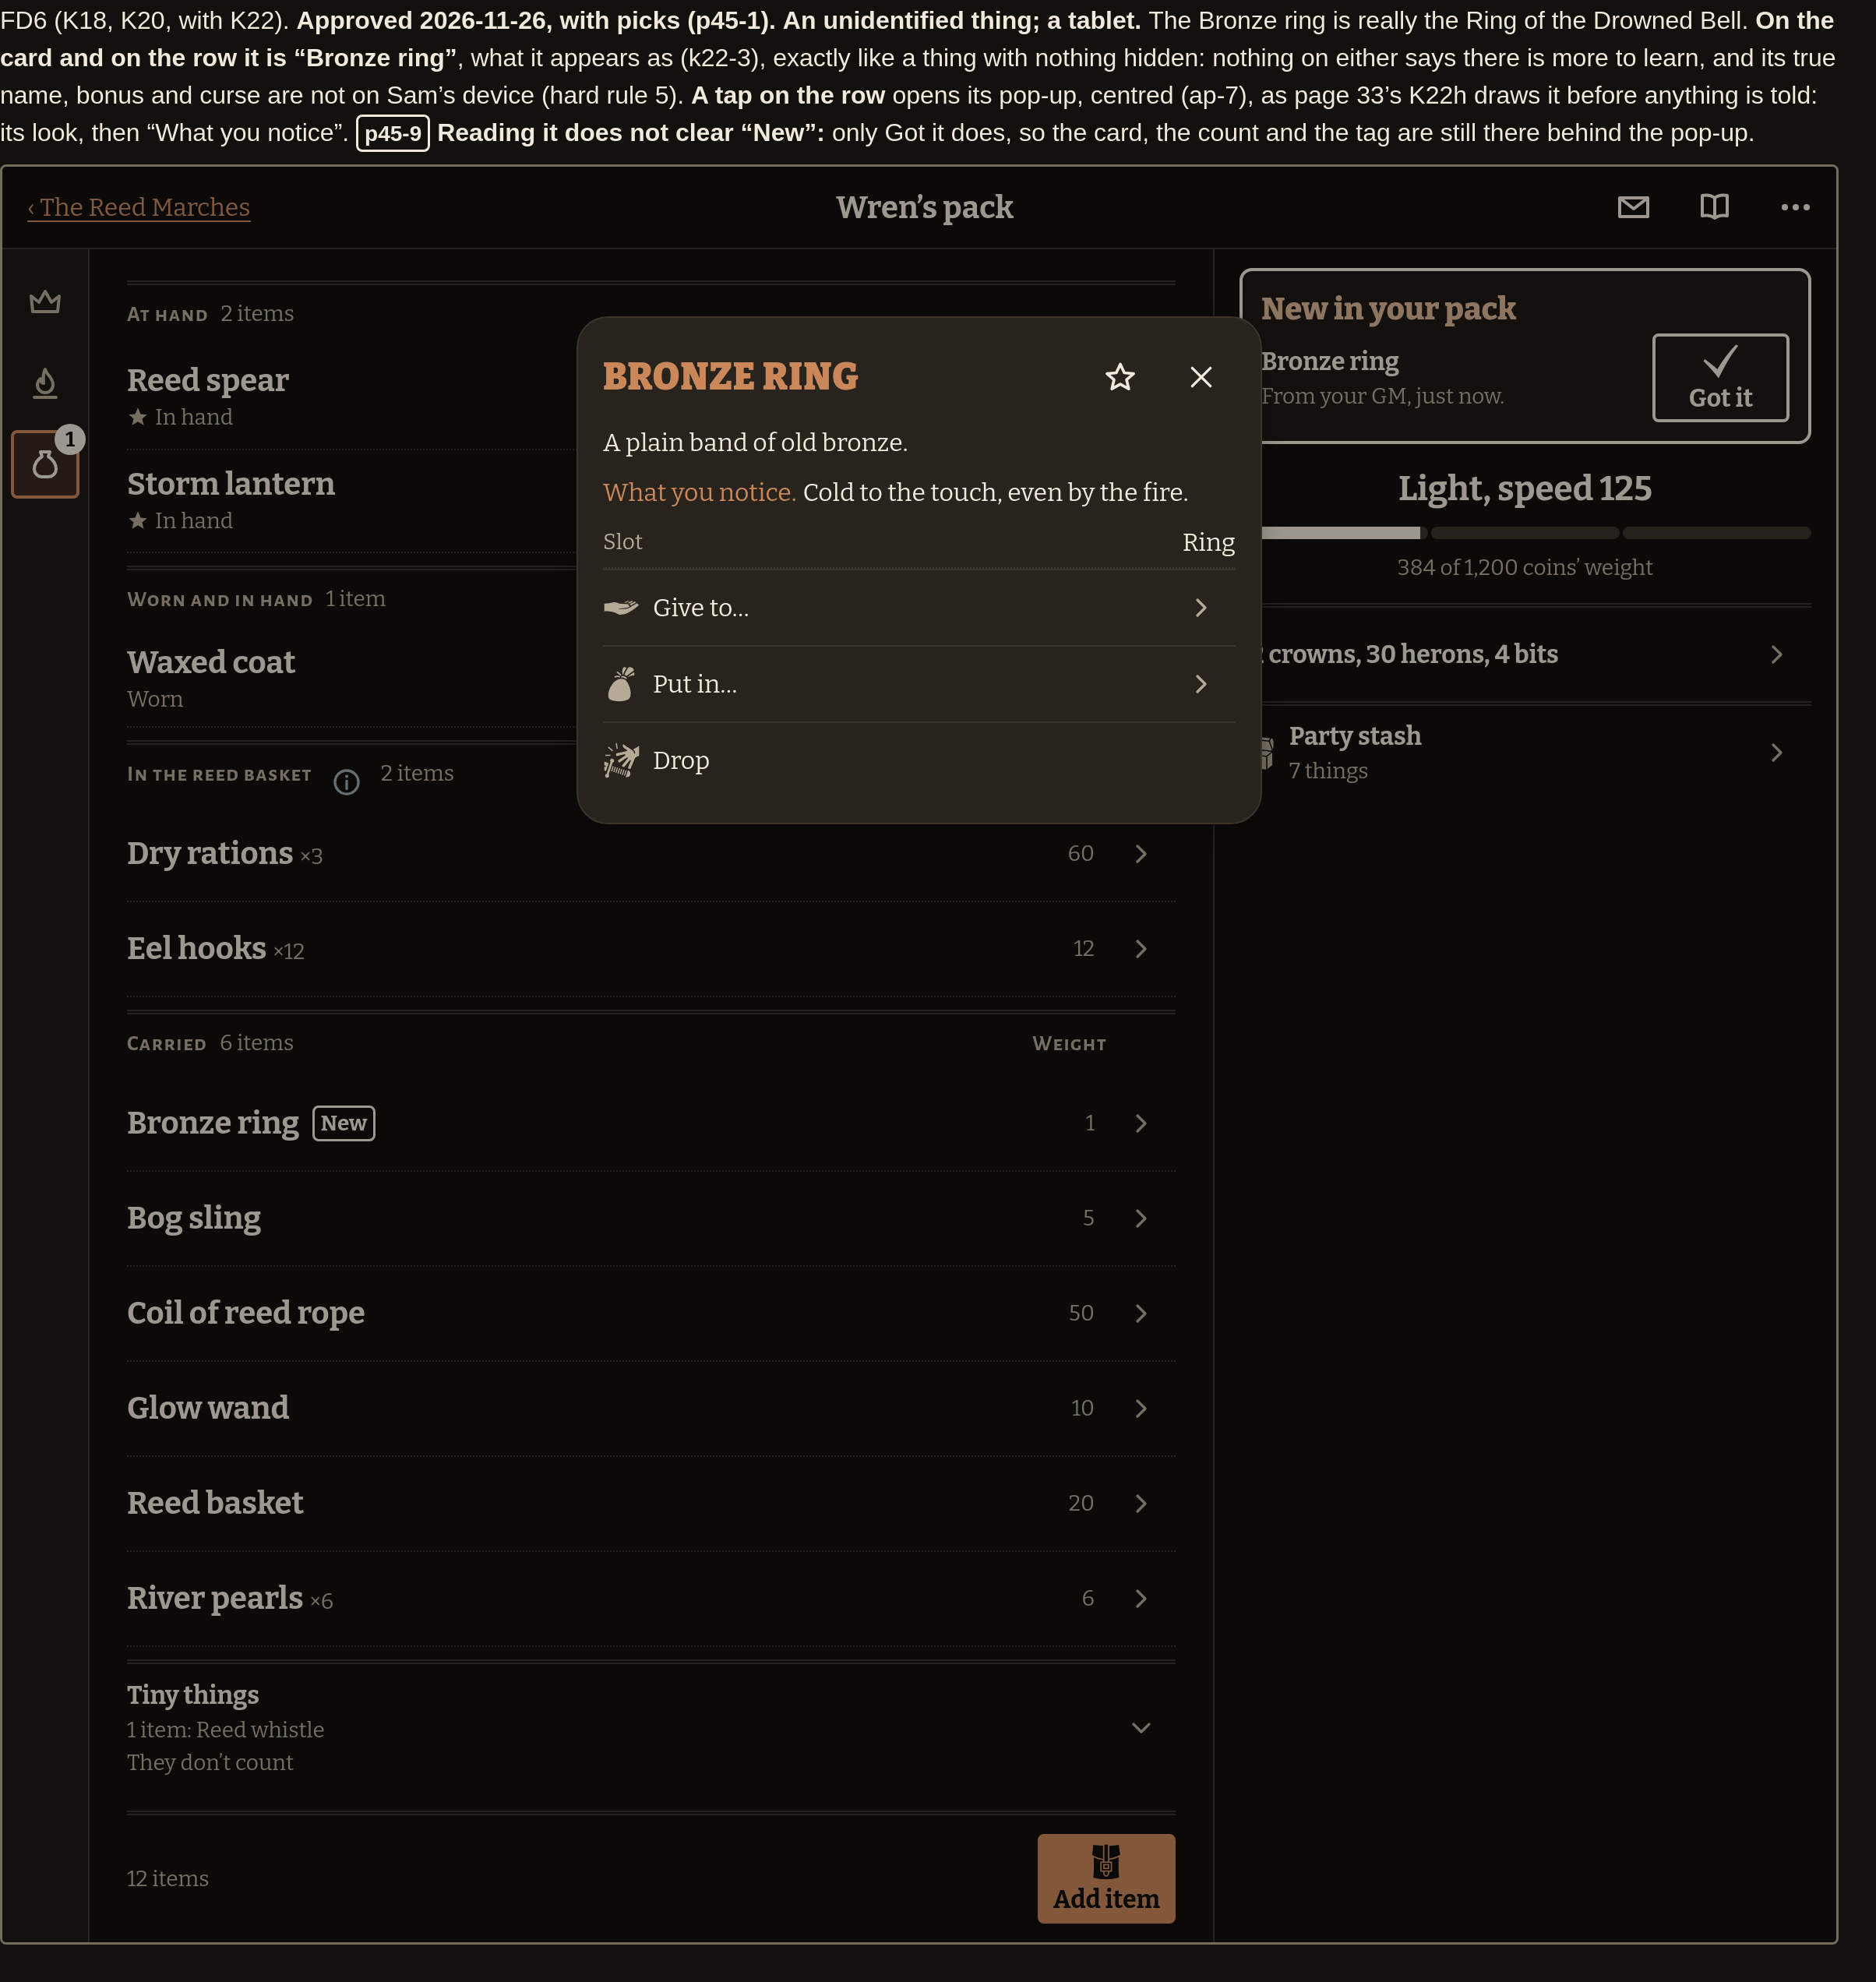 FD6 (K18, K20, with K22). Approved 2026-11-26, with picks (p45-1). An unidentified thing; a tablet. The Bronze ring is really the Ring of the Drowned Bell. On the
card and on the row it is “Bronze ring”, what it appears as (k22-3), exactly like a thing with nothing hidden: nothing on either says there is more to learn, and its true
name, bonus and curse are not on Sam’s device (hard rule 5). A tap on the row opens its pop-up, centred (ap-7), as page 33’s K22h draws it before anything is told:
its look, then “What you notice”. p45-9 Reading it does not clear “New”: only Got it does, so the card, the count and the tag are still there behind the pop-up.
‹ The Reed Marches
Wren’s pack
1
At hand 2 items
Reed spear
In hand
Storm lantern
In hand
Worn and in hand 1 item
Waxed coat
Worn
In the reed basket 2 items
Dry rations ×3 60
Eel hooks ×12 12
Carried 6 items Weight
Bronze ring New 1
Bog sling 5
Coil of reed rope 50
Glow wand 10
Reed basket 20
River pearls ×6 6
Tiny things
1 item: Reed whistle
They don’t count
12 items
Add item
BRONZE RING
A plain band of old bronze.
What you notice. Cold to the touch, even by the fire.
Slot Ring
Give to...
Put in...
Drop
New in your pack
Bronze ring
From your GM, just now.
Got it
Light, speed 125
384 of 1,200 coins’ weight
crowns, 30 herons, 4 bits
Party stash
7 things